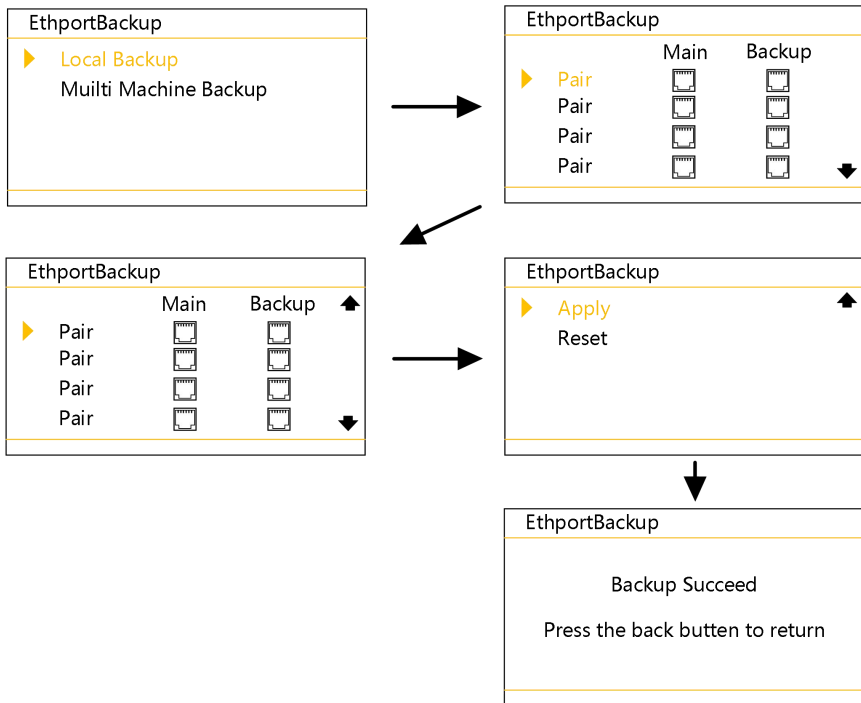 EthportBackup
Local Backup
Muilti Machine Backup
EthportBackup
Main Backup
Pair
Pair
Pair
Pair
EthportBackup
Main Backup
Pair
Pair
Pair
Pair
EthportBackup
Apply
Reset
EthportBackup
Backup Succeed
Press the back butten to return